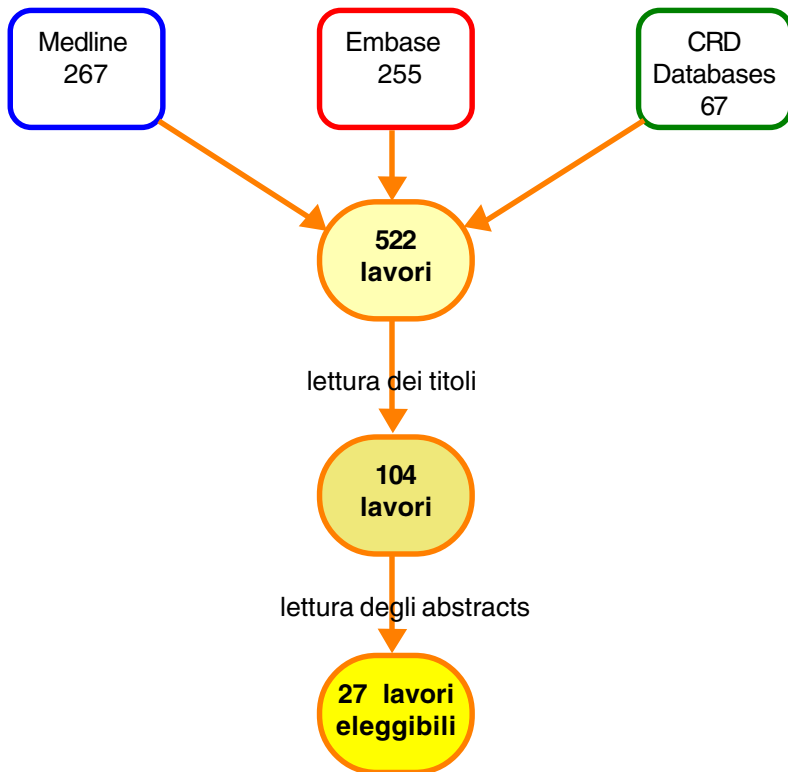 Medline
267
Embase
255
CRD
Databases
67
522
lavori
lettura dei titoli
104
lavori
lettura degli abstracts
27 lavori
eleggibili